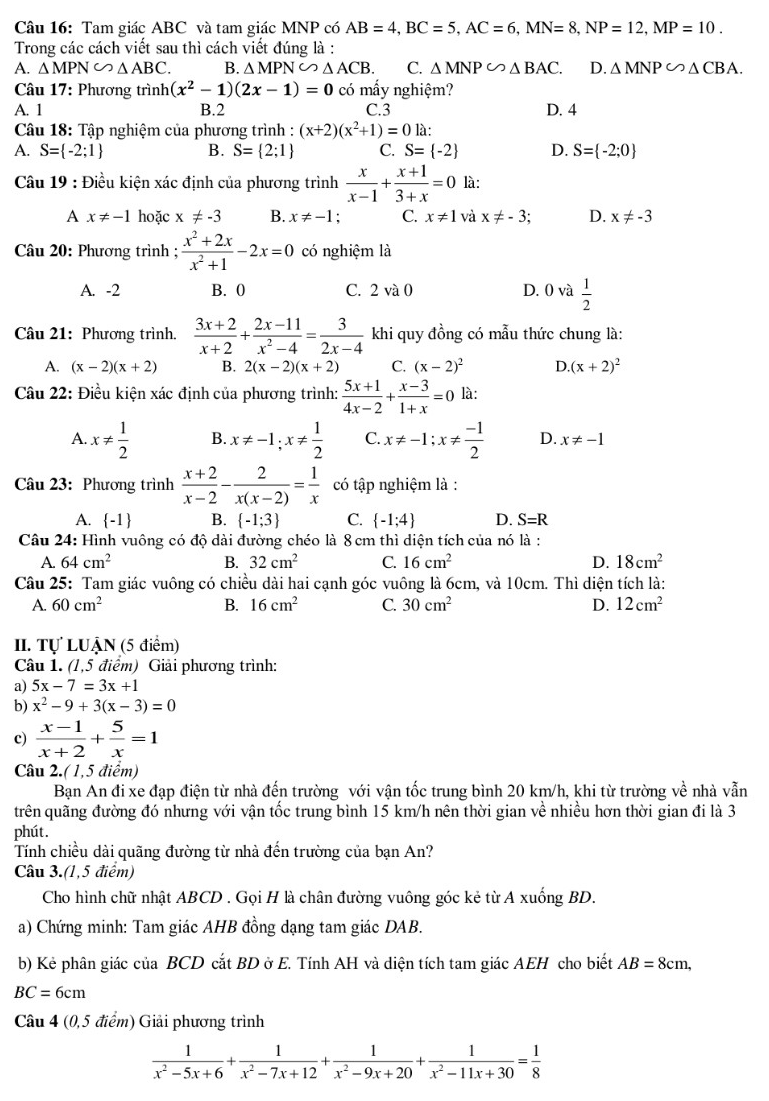 Câu 16: Tam giác ABC và tam giác MNP có AB = 4, BC = 5, AC = 6, MN= 8, NP = 12, MP = 10 .
Trong các cách viết sau thì cách viết đúng là :
A. Δ MPN ∽ Δ ABC. B. Δ MPN ∽ Δ ACB. C. Δ MNP ∽ Δ BAC. D. Δ MNP ∽ Δ CBA.
Câu 17: Phương trình(x² − 1)(2x − 1) = 0 có mấy nghiệm?
A. 1 B.2 C.3 D. 4
Câu 18: Tập nghiệm của phương trình : (x+2)(x²+1) = 0 là:
A. S={-2;1} B. S= {2;1} C. S= {-2} D. S={-2;0}
Câu 19 : Điều kiện xác định của phương trình x/(x−1) + (x+1)/(3+x) = 0 là:
A x ≠ −1 hoặc x ≠ -3 B. x ≠ −1; C. x ≠ 1 và x ≠ - 3; D. x ≠ -3
Câu 20: Phương trình ; (x²+2x)/(x²+1) − 2x = 0 có nghiệm là
A. -2 B. 0 C. 2 và 0 D. 0 và 1/2
Câu 21: Phương trình. (3x+2)/(x+2) + (2x−11)/(x²−4) = 3/(2x−4) khi quy đồng có mẫu thức chung là:
A. (x − 2)(x + 2) B. 2(x − 2)(x + 2) C. (x − 2)² D.(x + 2)²
Câu 22: Điều kiện xác định của phương trình: (5x+1)/(4x−2) + (x−3)/(1+x) = 0 là:
A. x ≠ 1/2 B. x ≠ −1; x ≠ 1/2 C. x ≠ −1; x ≠ −1/2 D. x ≠ −1
Câu 23: Phương trình (x+2)/(x−2) − 2/(x(x−2)) = 1/x có tập nghiệm là :
A. {-1} B. {-1;3} C. {-1;4} D. S=R
Câu 24: Hình vuông có độ dài đường chéo là 8 cm thì diện tích của nó là :
A. 64 cm² B. 32 cm² C. 16 cm² D. 18 cm²
Câu 25: Tam giác vuông có chiều dài hai cạnh góc vuông là 6cm, và 10cm. Thì diện tích là:
A. 60 cm² B. 16 cm² C. 30 cm² D. 12cm²
II. TỰ LUẬN (5 điểm)
Câu 1. (1,5 điểm) Giải phương trình:
a) 5x − 7 = 3x +1
b) x² − 9 + 3(x − 3) = 0
c) (x−1)/(x+2) + 5/x = 1
Câu 2.( 1,5 điểm)
Bạn An đi xe đạp điện từ nhà đến trường với vận tốc trung bình 20 km/h, khi từ trường về nhà vẫn
trên quãng đường đó nhưng với vận tốc trung bình 15 km/h nên thời gian về nhiều hơn thời gian đi là 3
phút.
Tính chiều dài quãng đường từ nhà đến trường của bạn An?
Câu 3.(1,5 điểm)
Cho hình chữ nhật ABCD . Gọi H là chân đường vuông góc kẻ từ A xuống BD.
a) Chứng minh: Tam giác AHB đồng dạng tam giác DAB.
b) Kẻ phân giác của BCD cắt BD ở E. Tính AH và diện tích tam giác AEH cho biết AB = 8cm,
BC = 6cm
Câu 4 (0,5 điểm) Giải phương trình
1/(x²−5x+6) + 1/(x²−7x+12) + 1/(x²−9x+20) + 1/(x²−11x+30) = 1/8